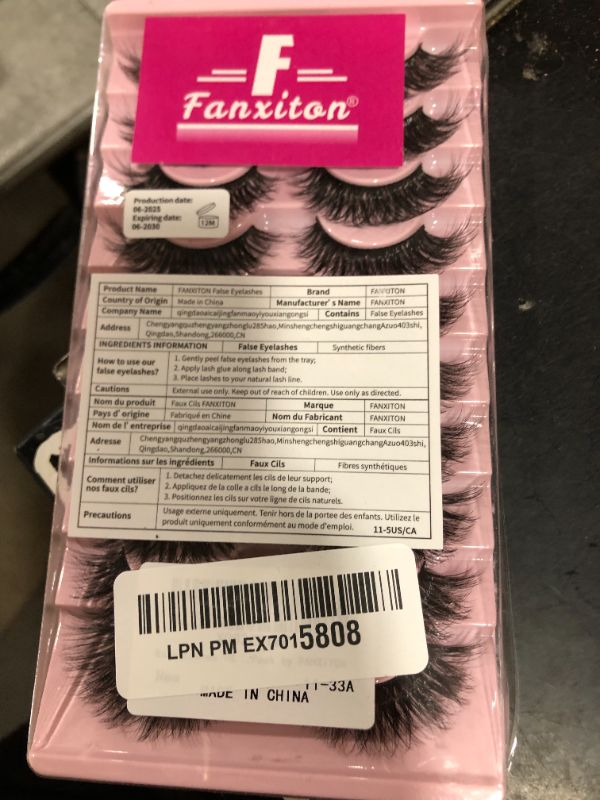 F
Fanxiton®
Production date:
06-2025
Expiring date:
06-2030
12M
Product Name FANXITON False Eyelashes Brand FANXITON
Country of Origin Made in China Manufacturer's Name FANXITON
Company Name qingdaoaicaijingfanmaoyiyouxiangongsi Contains False Eyelashes
Address Chengyangquzhengyangzhonglu285hao,MinshengchengshiguangchangAzuo403shi,
Qingdao,Shandong,266000,CN
INGREDIENTS INFORMATION False Eyelashes Synthetic fibers
How to use our
false eyelashes?
1. Gently peel false eyelashes from the tray;
2. Apply lash glue along lash band;
3. Place lashes to your natural lash line.
Cautions External use only. Keep out of reach of children. Use only as directed.
Nom du produit Faux Cils FANXITON Marque FANXITON
Pays d' origine Fabriqué en Chine Nom du Fabricant FANXITON
Nom de l' entreprise qingdaoaicaijingfanmaoyiyouxiangongsi Contient Faux Cils
Adresse Chengyangquzhengyangzhonglu285hao,MinshengchengshiguangchangAzuo403shi,
Qingdao,Shandong,266000,CN
Informations sur les ingrédients Faux Cils Fibres synthétiques
Comment utiliser
nos faux cils?
1. Detachez delicatement les cils de leur support;
2. Appliquez de la colle a cils le long de la bande;
3. Positionnez les cils sur votre ligne de cils naturels.
Precautions Usage externe uniquement. Tenir hors de la portee des enfants. Utilizez le
produit uniquement conformément au mode d'emploi.
11-5US/CA
LPN PM EX7015808
11-33A
MADE IN CHINA